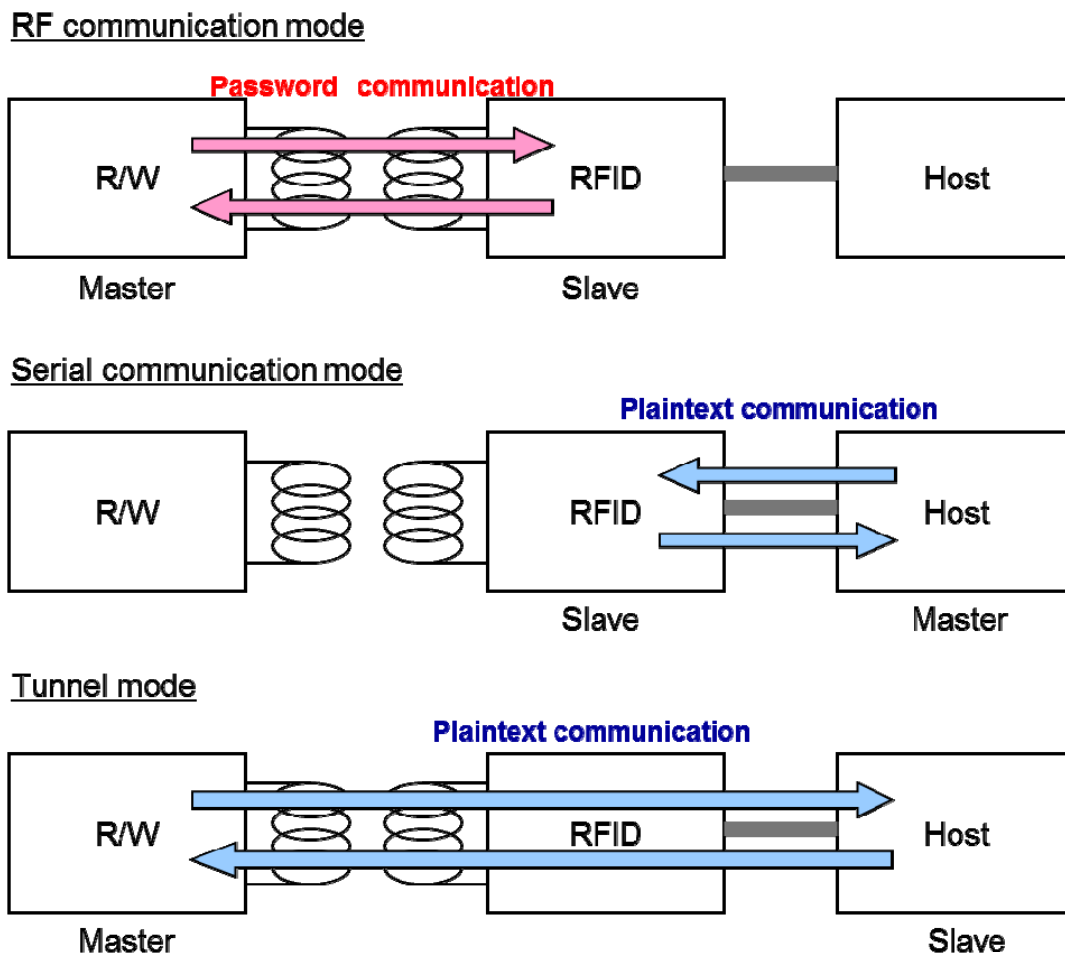 RF communication mode
Password communication
R/W RFID Host
Master Slave
Serial communication mode
Plaintext communication
R/W RFID Host
Slave Master
Tunnel mode
Plaintext communication
R/W RFID Host
Master Slave